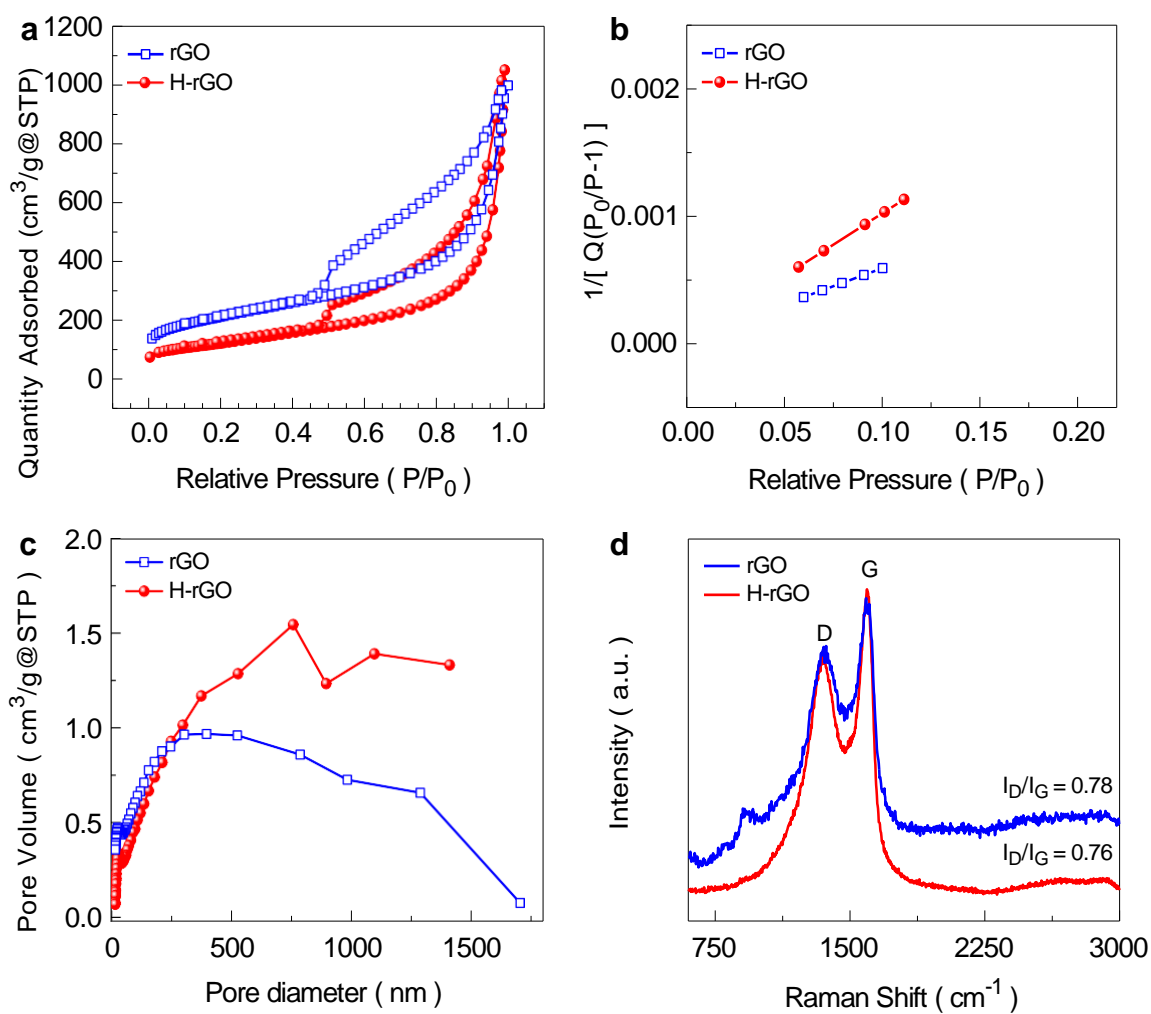 a
rGO
H-rGO
1200
1000
800
600
400
200
0
0.0 0.2 0.4 0.6 0.8 1.0
Quantity Adsorbed (cm³/g@STP)
Relative Pressure ( P/P₀ )
b
rGO
H-rGO
0.002
0.001
0.000
0.00 0.05 0.10 0.15 0.20
1/[ Q(P₀/P-1) ]
Relative Pressure ( P/P₀ )
c
rGO
H-rGO
2.0
1.5
1.0
0.5
0.0
0 500 1000 1500
Pore Volume ( cm³/g@STP )
Pore diameter ( nm )
d
rGO
H-rGO
D
G
I_D/I_G = 0.78
I_D/I_G = 0.76
750 1500 2250 3000
Intensity ( a.u. )
Raman Shift ( cm⁻¹ )